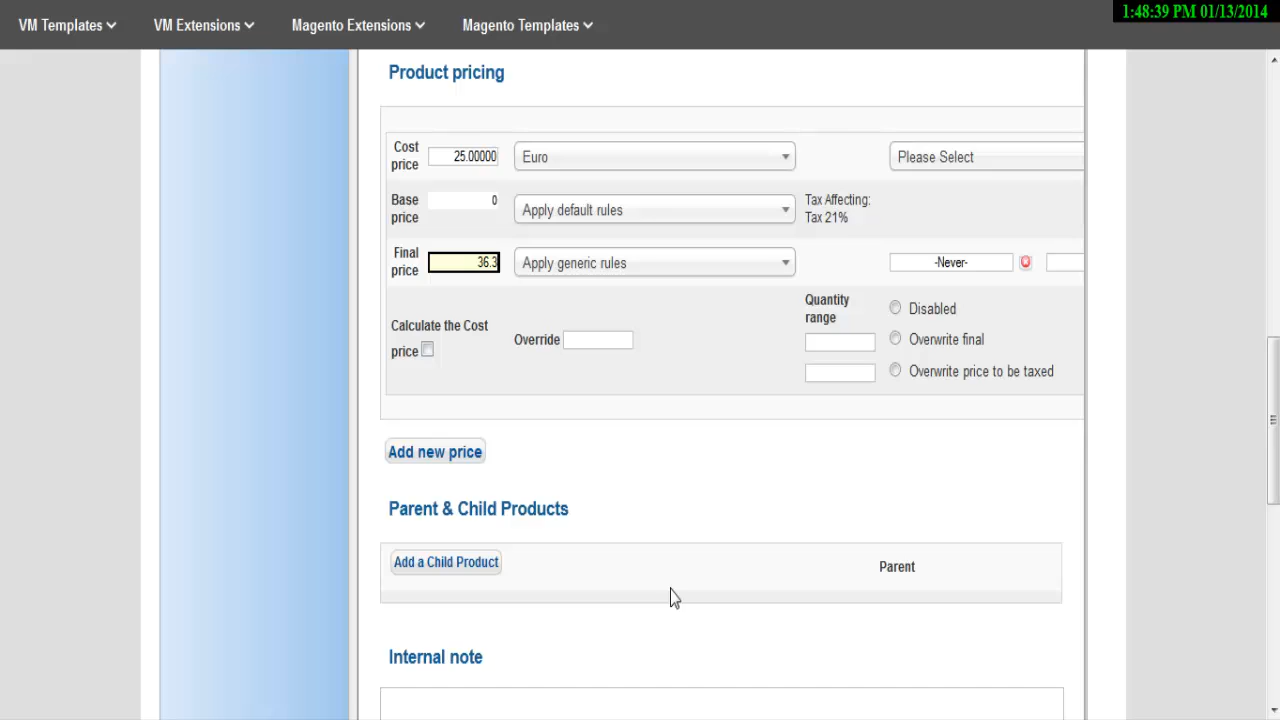 VM Templates VM Extensions Magento Extensions Magento Templates 1:48:39 PM 01/13/2014
Product pricing
Cost price 25.00000 Euro Please Select
Base price 0 Apply default rules Tax Affecting: Tax 21%
Final price 36.3 Apply generic rules -Never-
Calculate the Cost price
Override
Quantity range
Disabled
Overwrite final
Overwrite price to be taxed
Add new price
Parent & Child Products
Add a Child Product Parent
Internal note